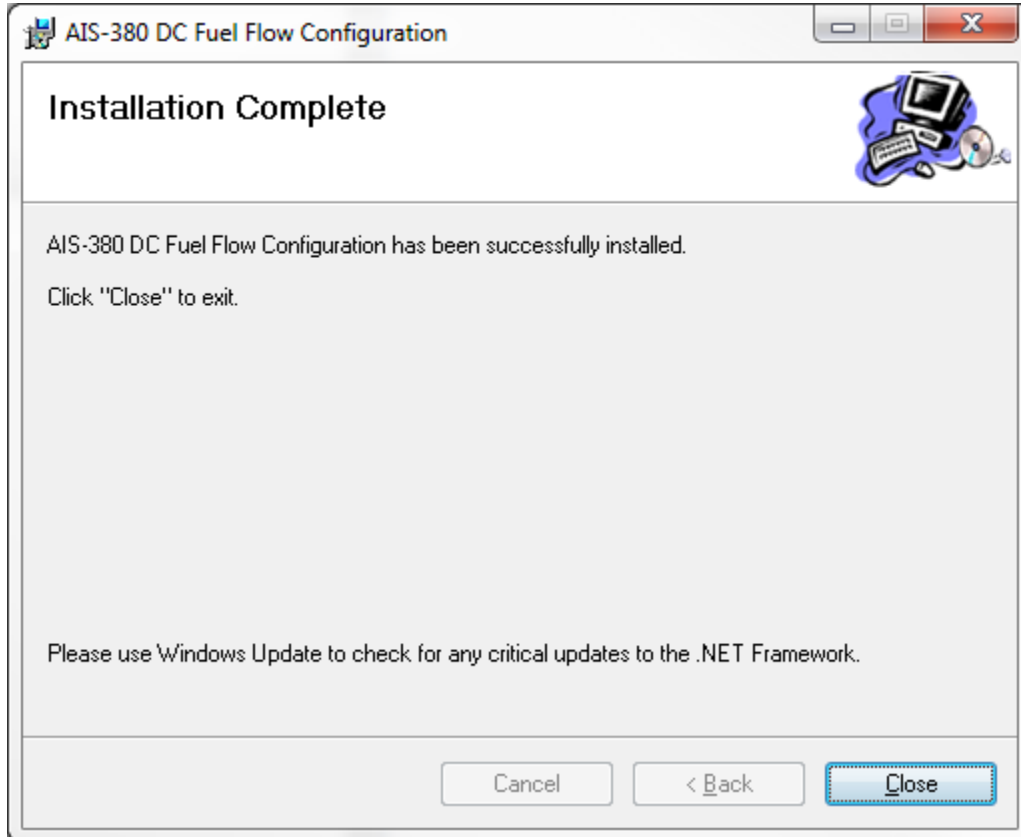 AIS-380 DC Fuel Flow Configuration
Installation Complete
AIS-380 DC Fuel Flow Configuration has been successfully installed.
Click "Close" to exit.
Please use Windows Update to check for any critical updates to the .NET Framework.
Cancel
< Back
Close